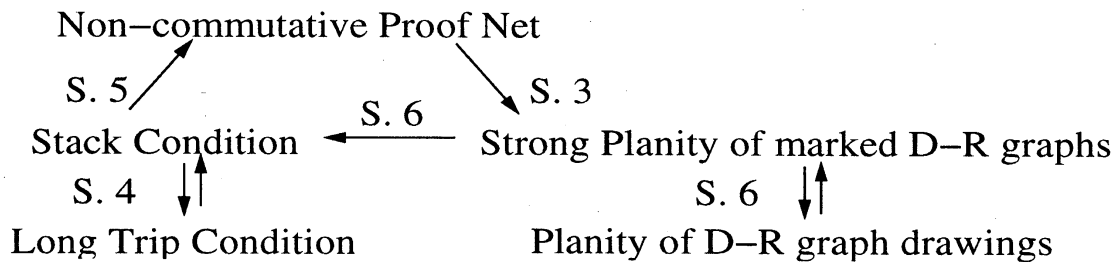 Non–commutative Proof Net
S. 5
S. 3
S. 6
Stack Condition
Strong Planity of marked D–R graphs
S. 4
S. 6
Long Trip Condition
Planity of D–R graph drawings